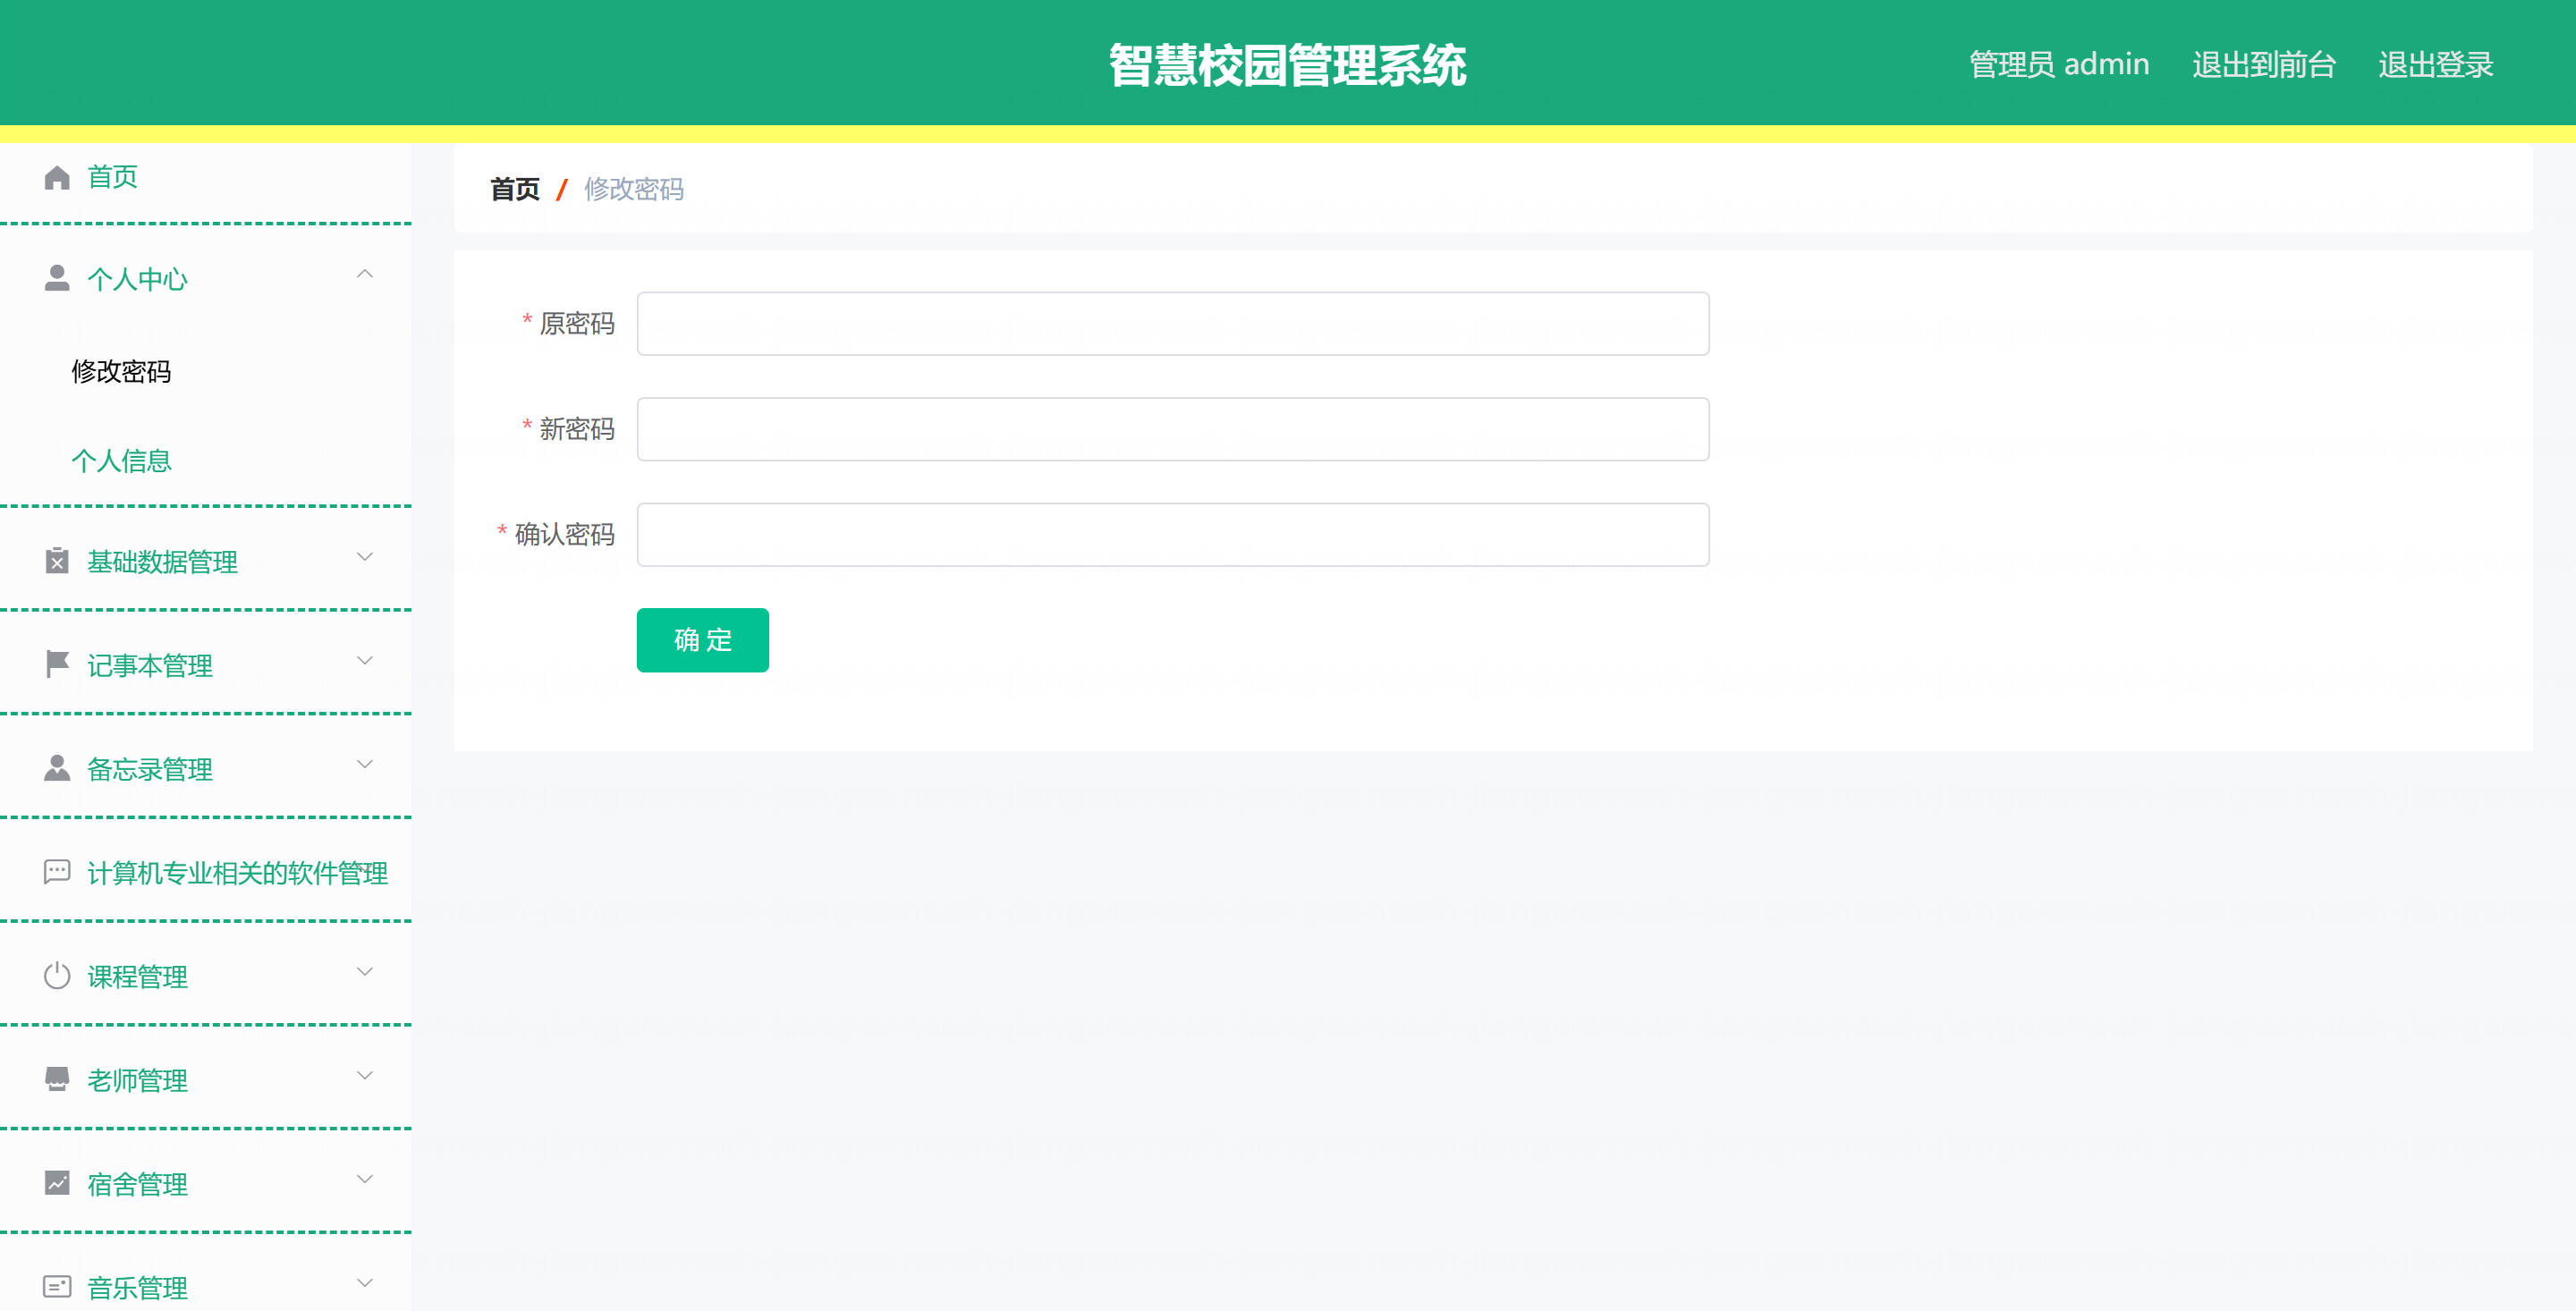 智慧校园管理系统
管理员 admin 退出到前台 退出登录
首页
个人中心
修改密码
个人信息
基础数据管理
记事本管理
备忘录管理
计算机专业相关的软件管理
课程管理
老师管理
宿舍管理
音乐管理
首页 / 修改密码
* 原密码
* 新密码
* 确认密码
确 定